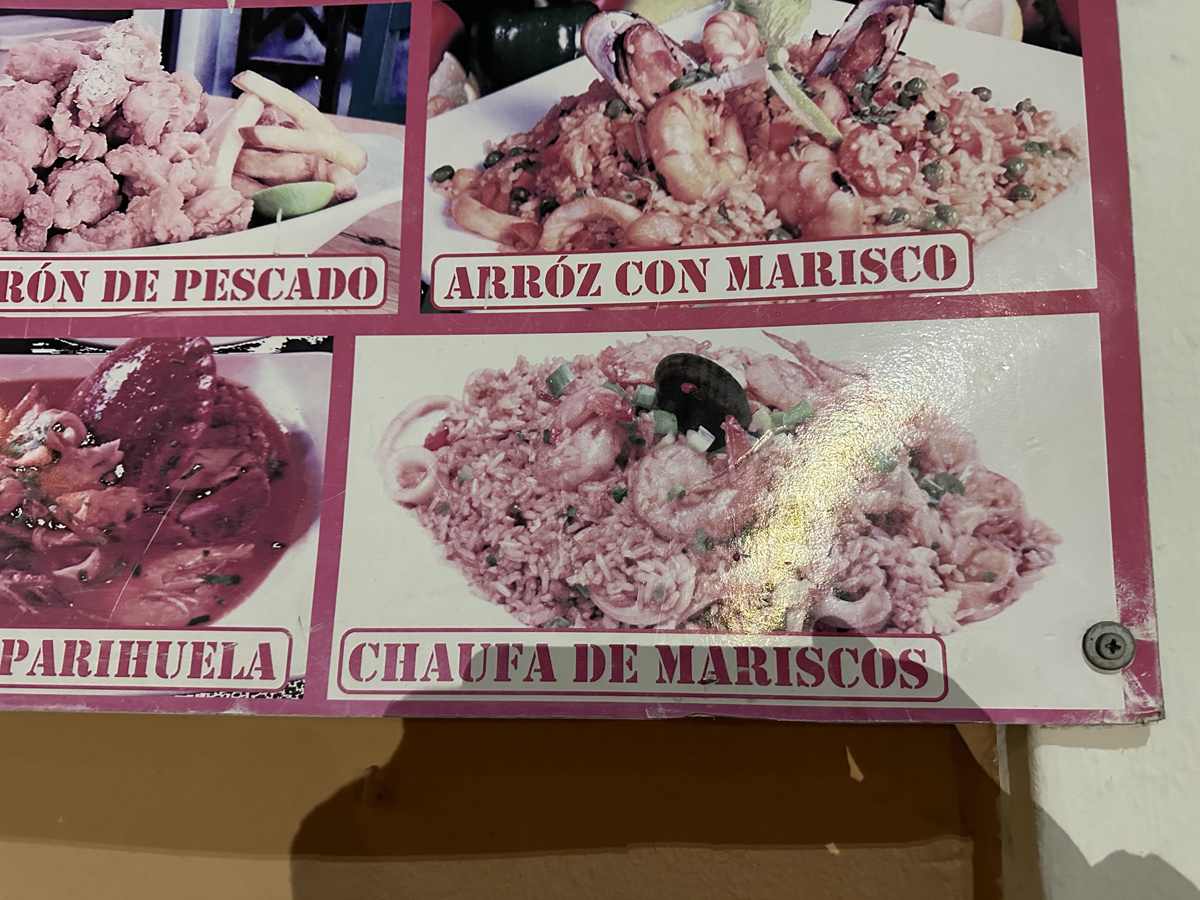 RÓN DE PESCADO
ARRÓZ CON MARISCO
PARIHUELA
CHAUFA DE MARISCOS